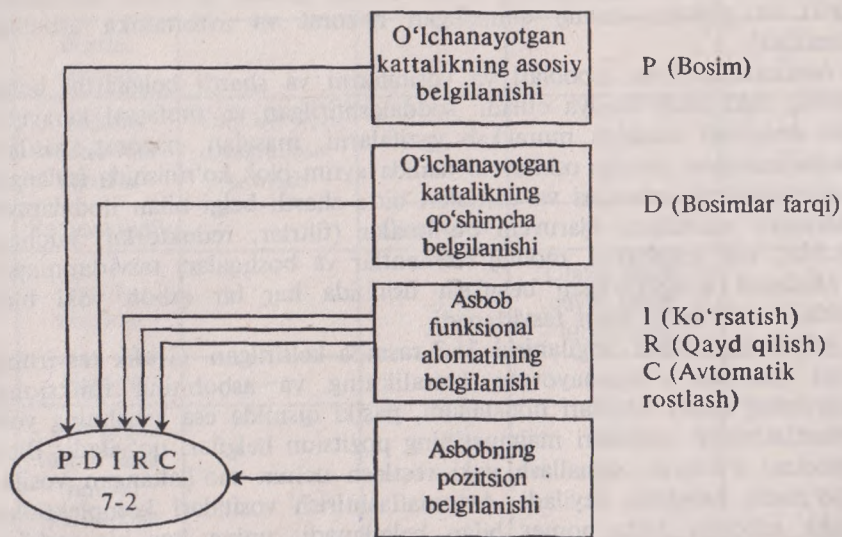 O‘lchanayotgan
kattalikning asosiy
belgilanishi
P (Bosim)
O‘lchanayotgan
kattalikning
qo‘shimcha
belgilanishi
D (Bosimlar farqi)
Asbob
funksional
alomatining
belgilanishi
I (Ko‘rsatish)
R (Qayd qilish)
C (Avtomatik
rostlash)
Asbobning
pozitsion
belgilanishi
P D I R C
7-2